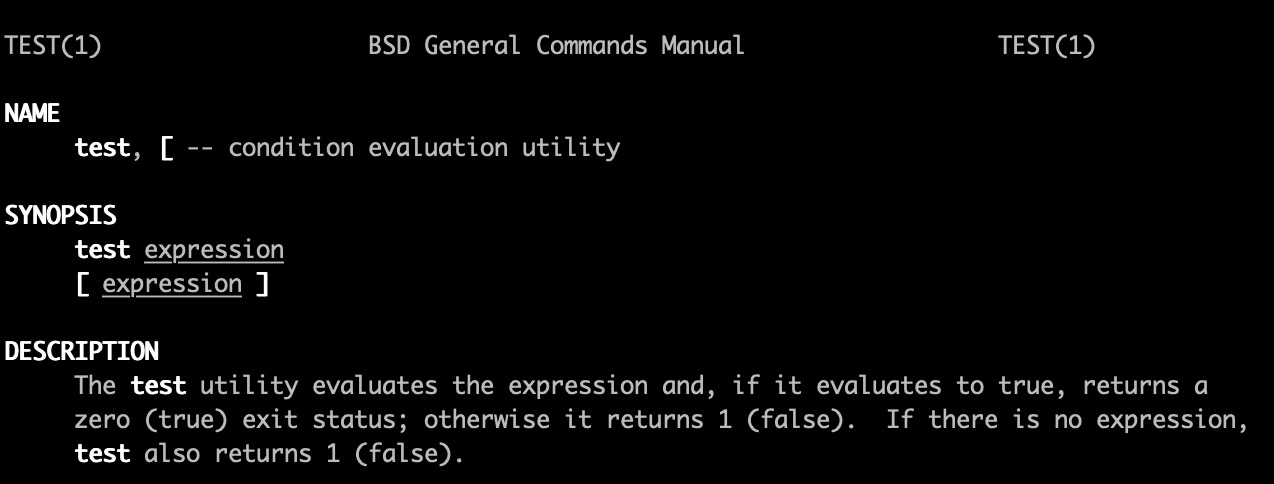 TEST(1)                   BSD General Commands Manual                  TEST(1)
NAME
test, [ -- condition evaluation utility
SYNOPSIS
test expression
[ expression ]
DESCRIPTION
The test utility evaluates the expression and, if it evaluates to true, returns a
zero (true) exit status; otherwise it returns 1 (false).  If there is no expression,
test also returns 1 (false).